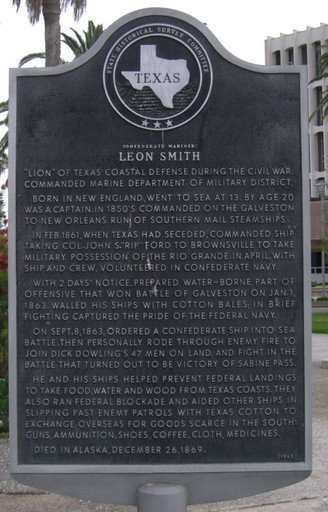 STATE HISTORICAL SURVEY COMMITTEE
TEXAS
CONFEDERATE MARINER
LEON SMITH
"LION" OF TEXAS COASTAL DEFENSE DURING THE CIVIL WAR.
COMMANDED MARINE DEPARTMENT OF MILITARY DISTRICT.
BORN IN NEW ENGLAND, WENT TO SEA AT 13. BY AGE 20
WAS A CAPTAIN. IN 1850'S COMMANDED ON THE GALVESTON
TO NEW ORLEANS RUN OF SOUTHERN MAIL STEAMSHIPS.
IN FEB. 1861, WHEN TEXAS HAD SECEDED, COMMANDED SHIP
TAKING COL. JOHN S. "RIP" FORD TO BROWNSVILLE TO TAKE
MILITARY POSSESSION OF THE RIO GRANDE. IN APRIL, WITH
SHIP AND CREW, VOLUNTEERED IN CONFEDERATE NAVY.
WITH 2 DAYS' NOTICE, PREPARED WATER-BORNE PART OF
OFFENSIVE THAT WON BATTLE OF GALVESTON ON JAN. 1,
1863. WALLED HIS SHIPS WITH COTTON BALES; IN BRIEF
FIGHTING CAPTURED THE PRIDE OF THE FEDERAL NAVY.
ON SEPT. 8, 1863, ORDERED A CONFEDERATE SHIP INTO SEA
BATTLE. THEN PERSONALLY RODE THROUGH ENEMY FIRE TO
JOIN DICK DOWLING'S 47 MEN ON LAND, AND FIGHT IN THE
BATTLE THAT TURNED OUT TO BE VICTORY OF SABINE PASS.
HE AND HIS SHIPS HELPED PREVENT FEDERAL LANDINGS
TO TAKE FOOD, WATER AND WOOD FROM TEXAS COASTS. THEY
ALSO RAN FEDERAL BLOCKADE AND AIDED OTHER SHIPS IN
SLIPPING PAST ENEMY PATROLS WITH TEXAS COTTON TO
EXCHANGE OVERSEAS FOR GOODS SCARCE IN THE SOUTH:
GUNS, AMMUNITION, SHOES, COFFEE, CLOTH, MEDICINES.
DIED IN ALASKA, DECEMBER 26, 1869.
(1965)